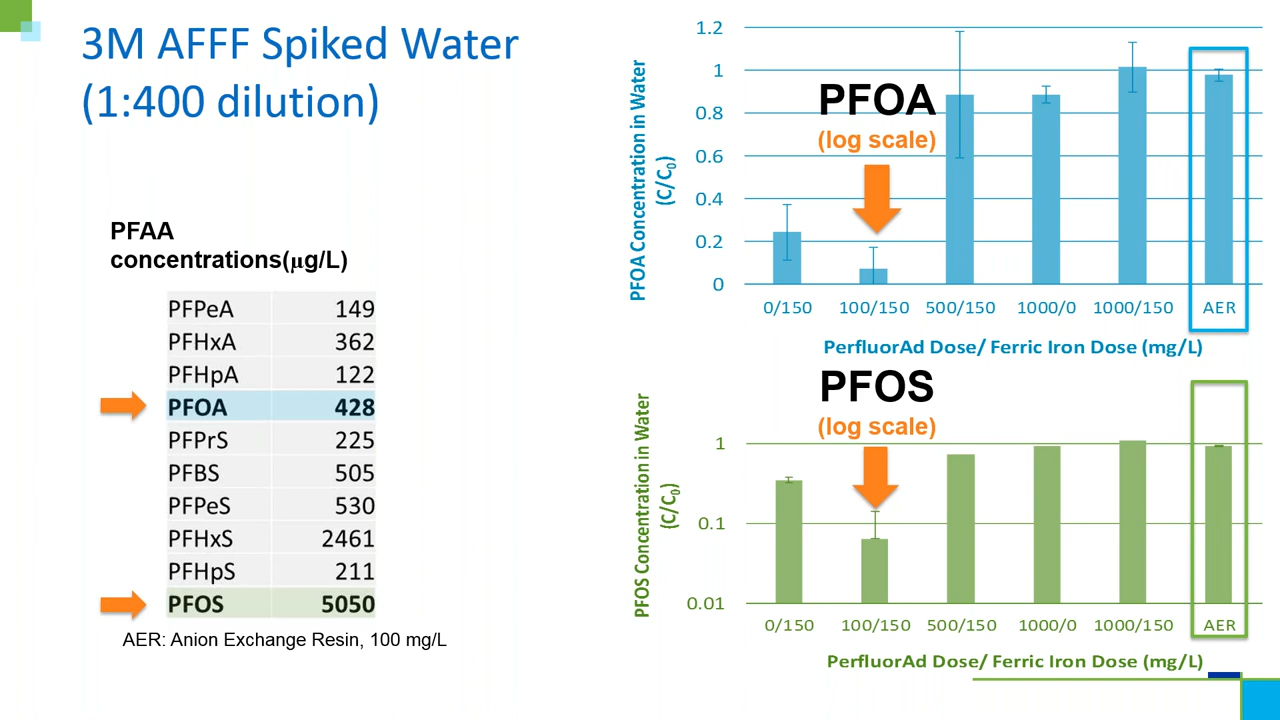 3M AFFF Spiked Water
(1:400 dilution)
PFAA
concentrations(µg/L)
PFPeA 149
PFHxA 362
PFHpA 122
PFOA 428
PFPrS 225
PFBS 505
PFPeS 530
PFHxS 2461
PFHpS 211
PFOS 5050
AER: Anion Exchange Resin, 100 mg/L
PFOA Concentration in Water
(C/C₀)
1.2
1
0.8
0.6
0.4
0.2
0
PFOA
(log scale)
0/150 100/150 500/150 1000/0 1000/150 AER
PerfluorAd Dose/ Ferric Iron Dose (mg/L)
PFOS Concentration in Water
(C/C₀)
PFOS
(log scale)
1
0.1
0.01
0/150 100/150 500/150 1000/0 1000/150 AER
PerfluorAd Dose/ Ferric Iron Dose (mg/L)